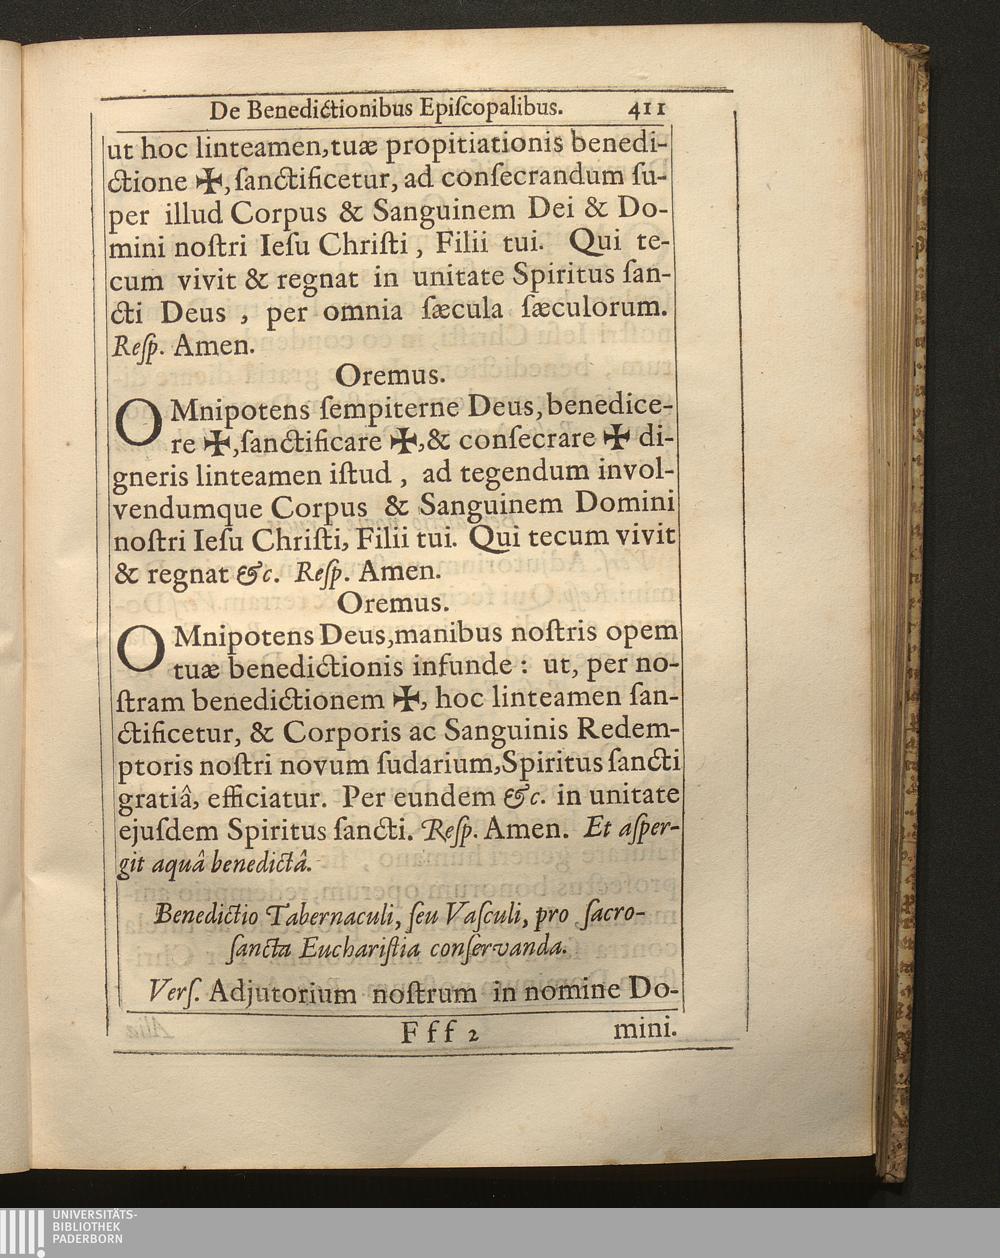 De Benedictionibus Epiſcopalibus. 411
ut hoc linteamen, tuæ propitiationis benedi-
ctione ✠, ſanctificetur, ad conſecrandum ſu-
per illud Corpus & Sanguinem Dei & Do-
mini noſtri Ieſu Chriſti, Filii tui. Qui te-
cum vivit & regnat in unitate Spiritus ſan-
cti Deus, per omnia ſæcula ſæculorum.
Reſp. Amen.
Oremus.
OMnipotens ſempiterne Deus, benedice-
re ✠, ſanctificare ✠, & conſecrare ✠ di-
gneris linteamen iſtud, ad tegendum invol-
vendumque Corpus & Sanguinem Domini
noſtri Ieſu Chriſti, Filii tui. Qui tecum vivit
& regnat &c. Reſp. Amen.
Oremus.
OMnipotens Deus, manibus noſtris opem
tuæ benedictionis infunde: ut, per no-
ſtram benedictionem ✠, hoc linteamen ſan-
ctificetur, & Corporis ac Sanguinis Redem-
ptoris noſtri novum ſudarium, Spiritus ſancti
gratiâ, efficiatur. Per eundem &c. in unitate
ejuſdem Spiritus ſancti. Reſp. Amen. Et aſper-
git aquâ benedictâ.
Benedictio Tabernaculi, ſeu Vaſculi, pro ſacro-
ſancta Euchariſtia conſervanda.
Verſ. Adjutorium noſtrum in nomine Do-
Fff 2 mini.
UNIVERSITÄTS-
BIBLIOTHEK
PADERBORN